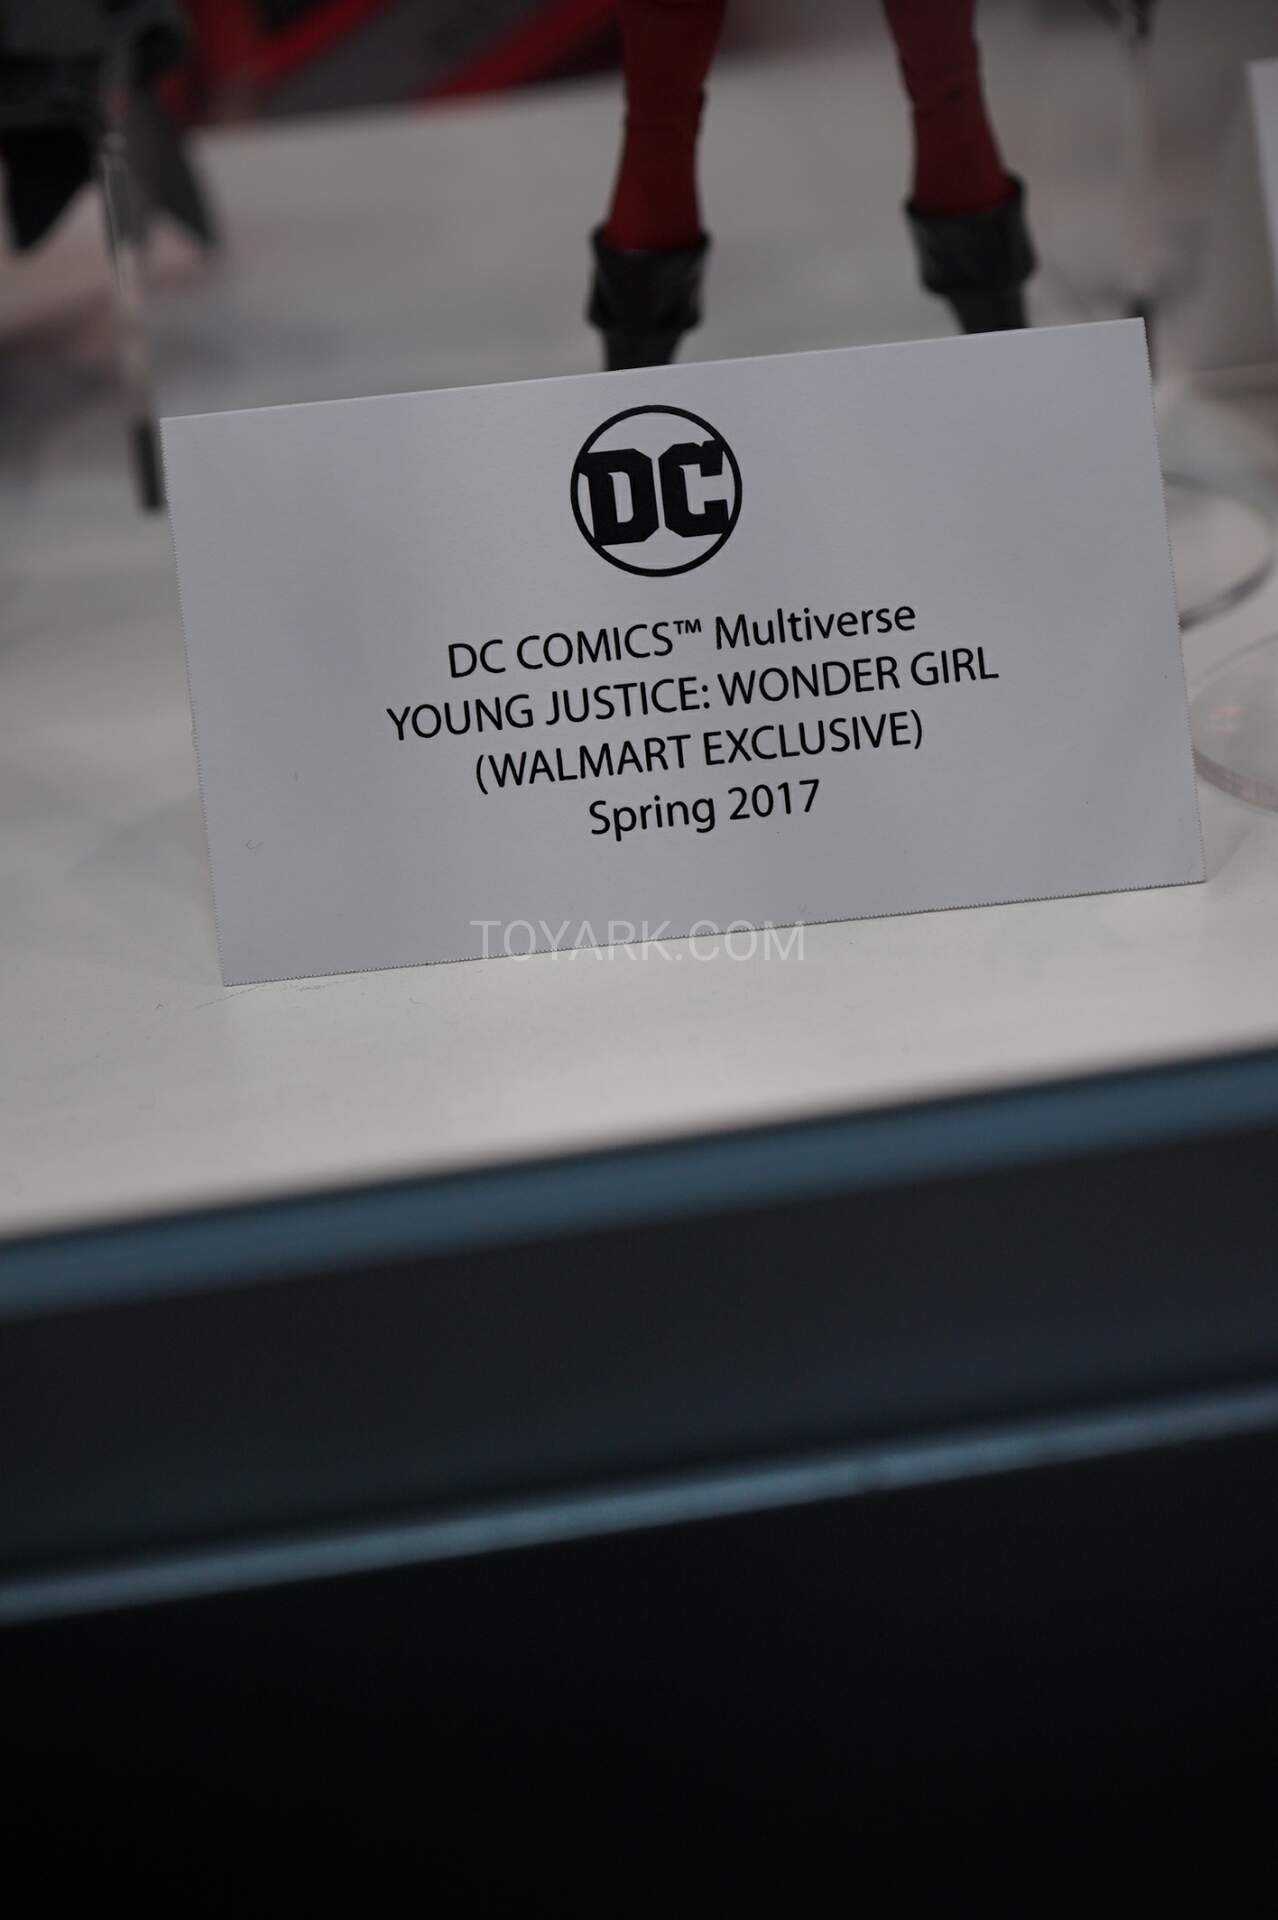 DC
DC COMICS™ Multiverse
YOUNG JUSTICE: WONDER GIRL
(WALMART EXCLUSIVE)
Spring 2017
TOYARK.COM